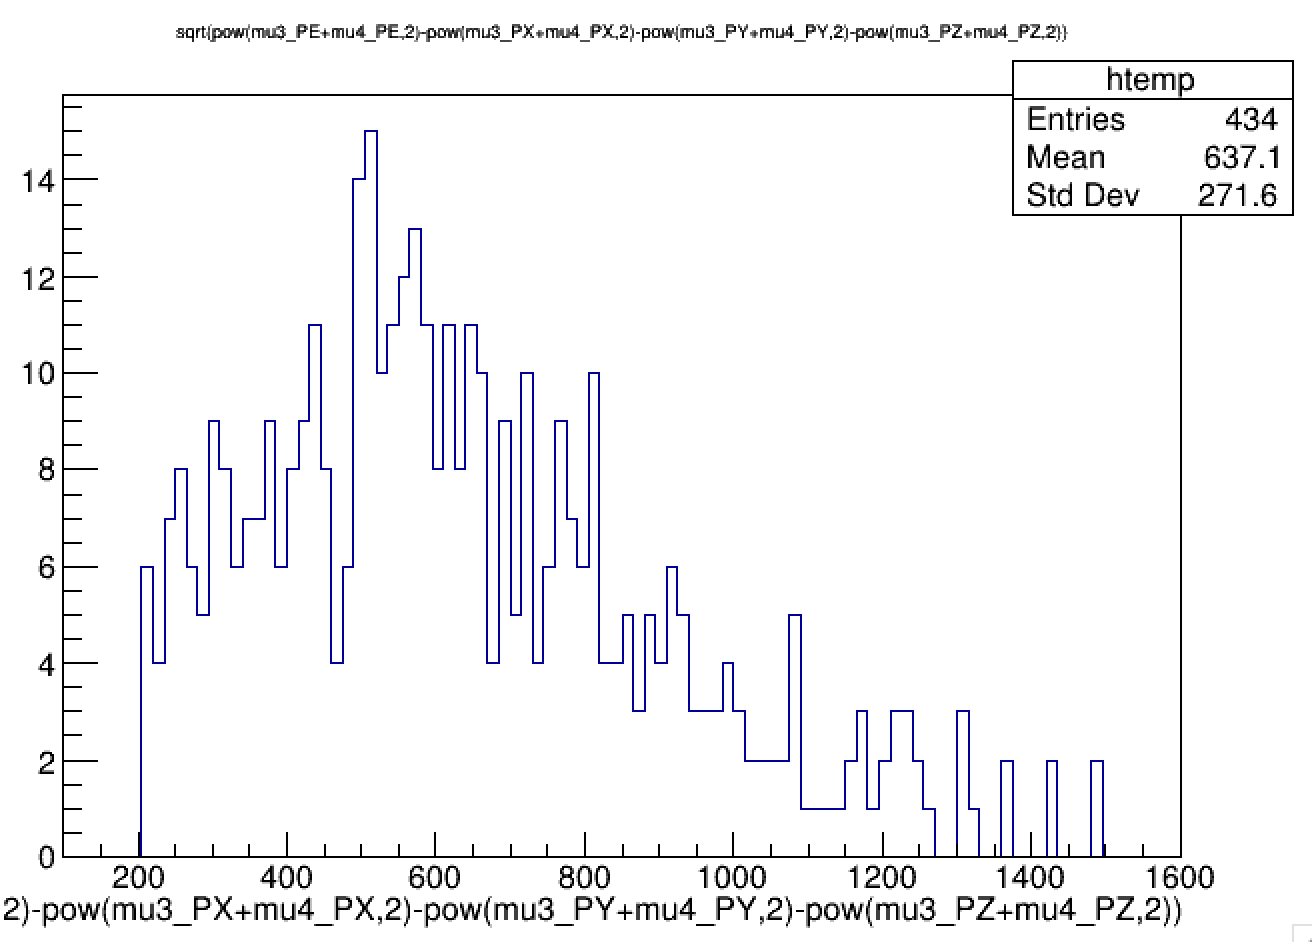 sqrt(pow(mu3_PE+mu4_PE,2)-pow(mu3_PX+mu4_PX,2)-pow(mu3_PY+mu4_PY,2)-pow(mu3_PZ+mu4_PZ,2))
htemp
Entries 434
Mean 637.1
Std Dev 271.6
14
12
10
8
6
4
2
0
200 400 600 800 1000 1200 1400 1600
2)-pow(mu3_PX+mu4_PX,2)-pow(mu3_PY+mu4_PY,2)-pow(mu3_PZ+mu4_PZ,2))